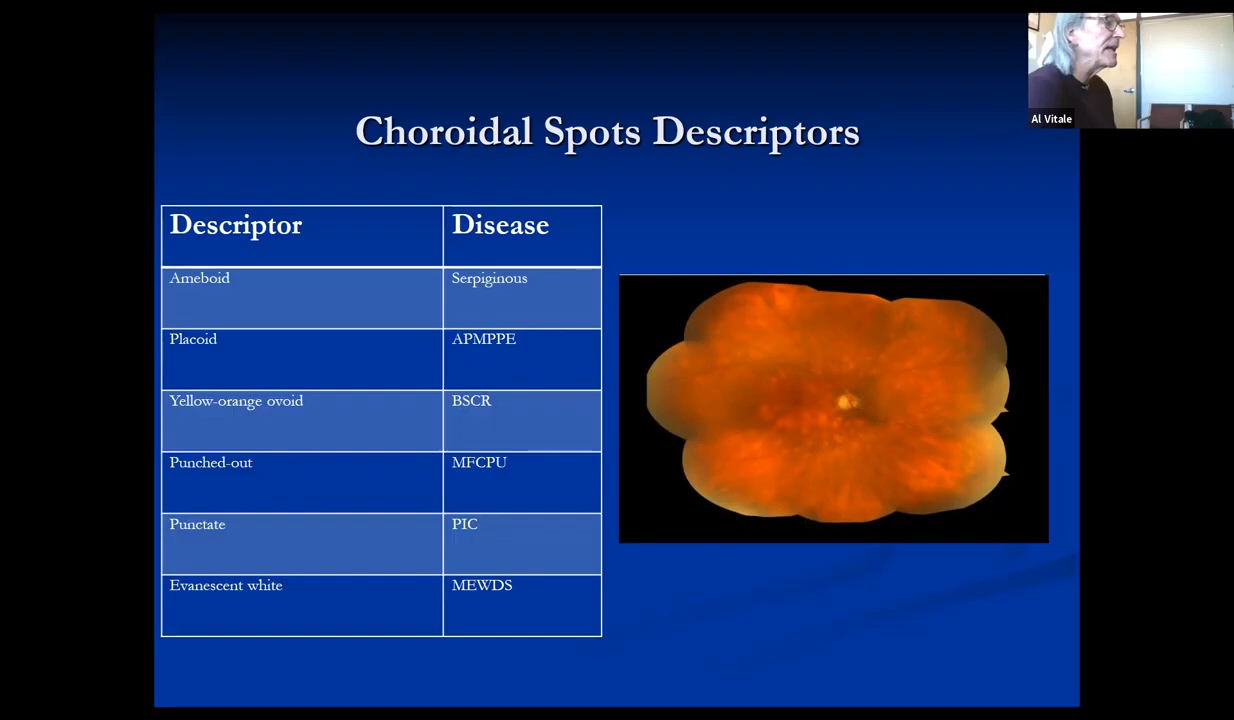 Al Vitale
Choroidal Spots Descriptors
Descriptor Disease
Ameboid Serpiginous
Placoid APMPPE
Yellow-orange ovoid BSCR
Punched-out MFCPU
Punctate PIC
Evanescent white MEWDS